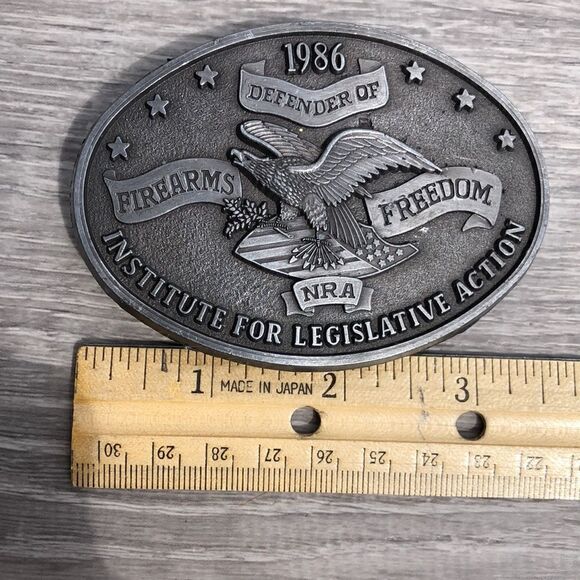 1986
DEFENDER OF
FIREARMS
FREEDOM
NRA
INSTITUTE FOR LEGISLATIVE ACTION
1 MADE IN JAPAN 2 3
30 29 28 27 26 25 24 23 22